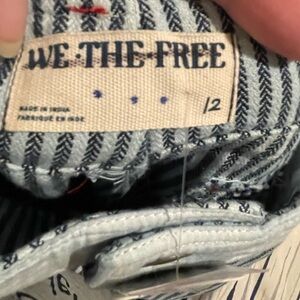 WE THE FREE
12
MADE IN INDIA
FABRIQUÉ EN INDE